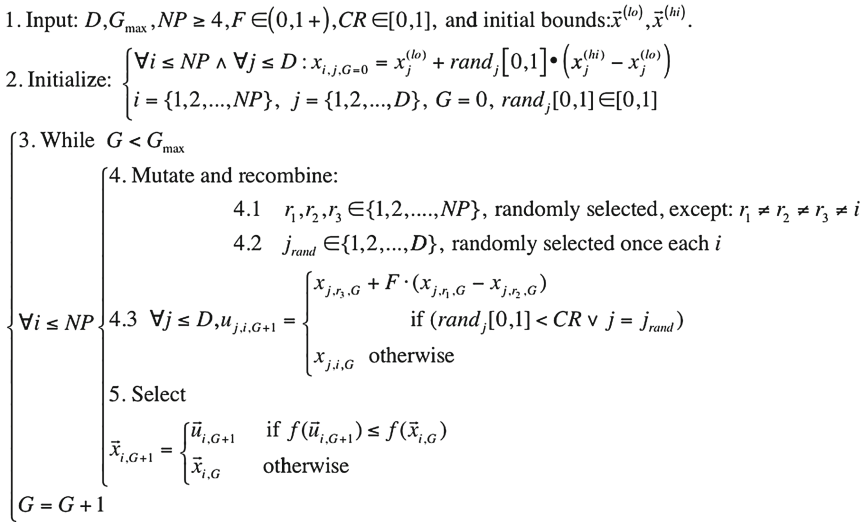 1. Input: D, G_max, NP ≥ 4, F ∈ (0,1+), CR ∈ [0,1], and initial bounds: x⃗^(lo), x⃗^(hi).
2. Initialize: { ∀i ≤ NP ∧ ∀j ≤ D : x_{i,j,G=0} = x_j^(lo) + rand_j[0,1] • (x_j^(hi) − x_j^(lo))
i = {1,2,...,NP}, j = {1,2,...,D}, G = 0, rand_j[0,1] ∈ [0,1]
3. While G < G_max
4. Mutate and recombine:
4.1 r_1, r_2, r_3 ∈ {1,2,....,NP}, randomly selected, except: r_1 ≠ r_2 ≠ r_3 ≠ i
4.2 j_rand ∈ {1,2,...,D}, randomly selected once each i
∀i ≤ NP { 4.3 ∀j ≤ D, u_{j,i,G+1} = { x_{j,r_3,G} + F · (x_{j,r_1,G} − x_{j,r_2,G})
if (rand_j[0,1] < CR ∨ j = j_rand)
x_{j,i,G} otherwise
5. Select
x⃗_{i,G+1} = { u⃗_{i,G+1} if f(u⃗_{i,G+1}) ≤ f(x⃗_{i,G})
x⃗_{i,G} otherwise
G = G + 1